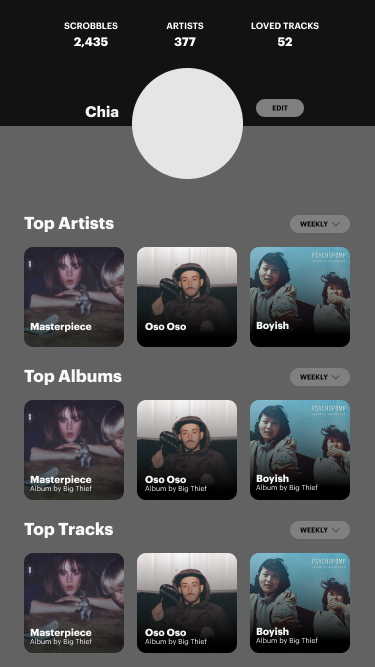 SCROBBLES ARTISTS LOVED TRACKS
2,435 377 52
Chia
EDIT
Top Artists
WEEKLY
PSYCHOPOMP
Masterpiece
Oso Oso
Boyish
Top Albums
WEEKLY
PSYCHOPOMP
Masterpiece
Album by Big Thief
Oso Oso
Album by Big Thief
Boyish
Album by Big Thief
Top Tracks
WEEKLY
PSYCHOPOMP
Masterpiece
Album by Big Thief
Oso Oso
Album by Big Thief
Boyish
Album by Big Thief